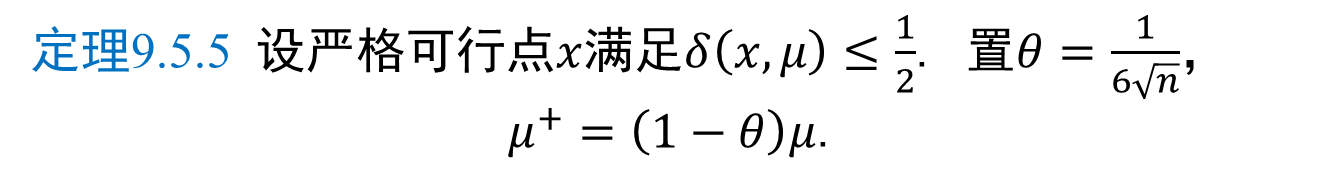 定理9.5.5 设严格可行点x满足δ(x, μ) ≤ 1/2. 置θ = 1/(6√n),
μ⁺ = (1 − θ)μ.